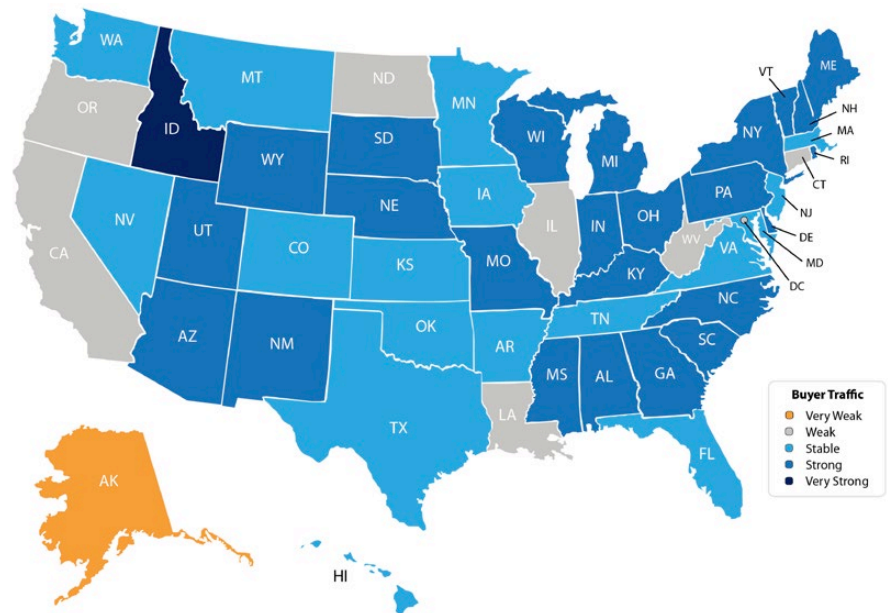 WA
MT
ND
MN
OR
ID
SD
WI
MI
NY
VT
ME
NH
MA
RI
CT
WY
IA
NE
PA
NJ
NV
UT
CO
IL
IN
OH
DE
CA
KS
MO
WV
VA
MD
KY
DC
AZ
NM
OK
TN
NC
AR
SC
MS
AL
GA
TX
LA
FL
AK
HI
Buyer Traffic
Very Weak
Weak
Stable
Strong
Very Strong